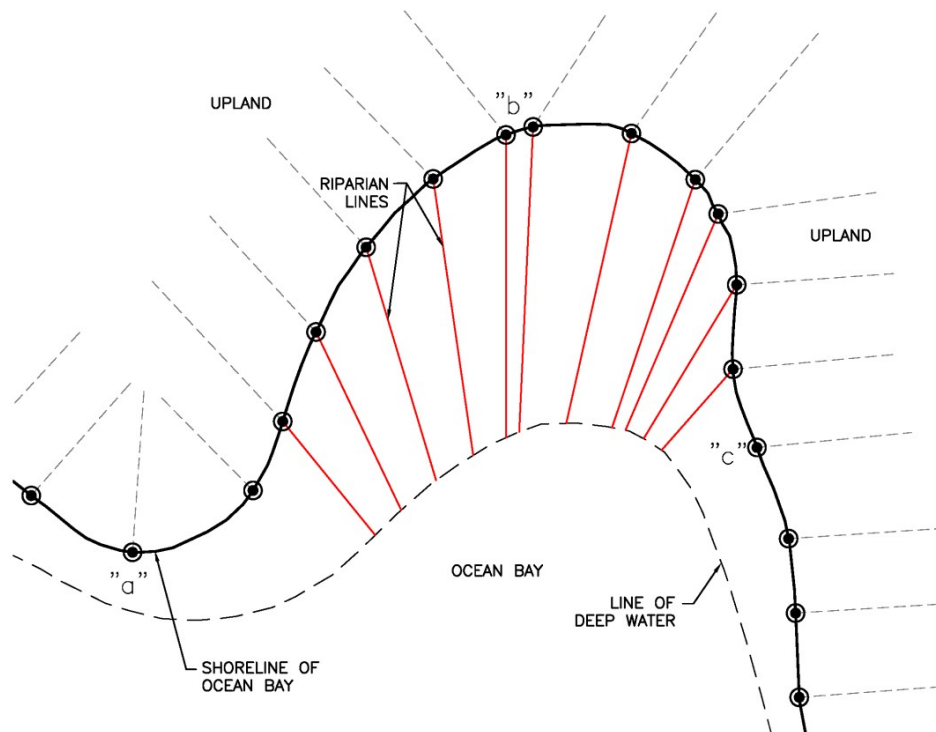 UPLAND
"b"
RIPARIAN
LINES
UPLAND
"c"
"a"
OCEAN BAY
LINE OF
DEEP WATER
SHORELINE OF
OCEAN BAY